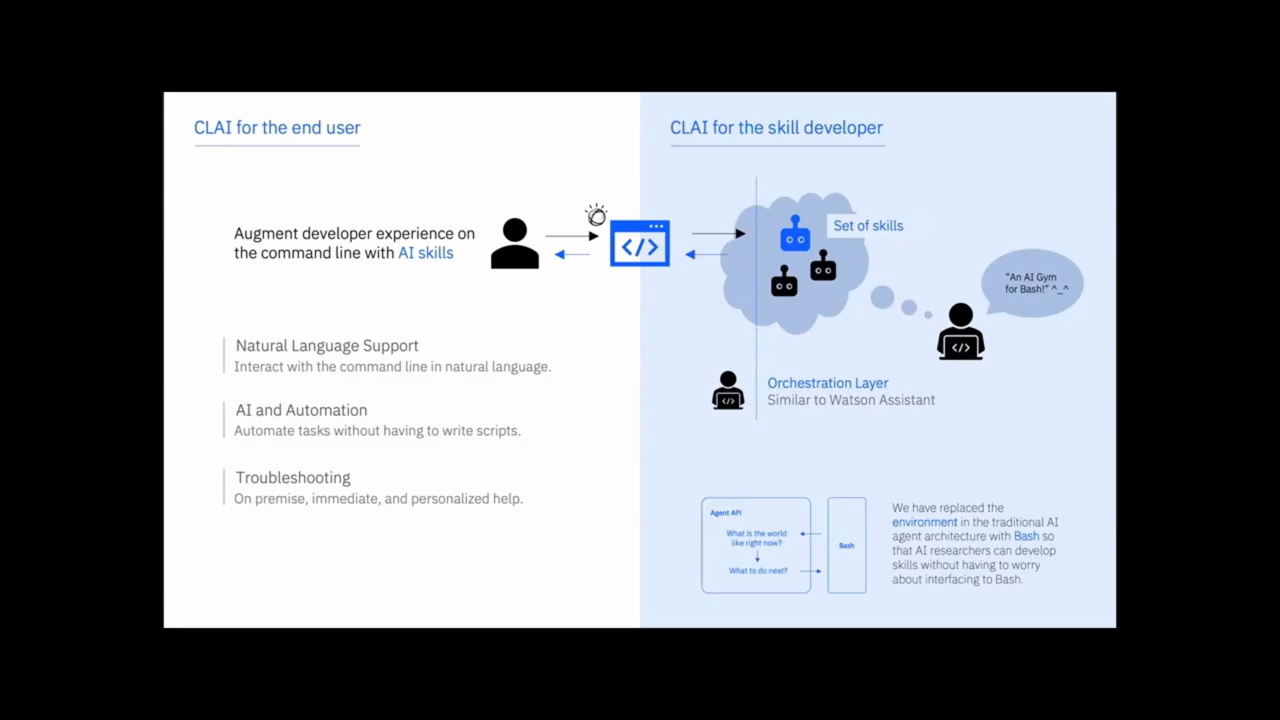 CLAI for the end user
Augment developer experience on
the command line with AI skills
Natural Language Support
Interact with the command line in natural language.
AI and Automation
Automate tasks without having to write scripts.
Troubleshooting
On premise, immediate, and personalized help.
CLAI for the skill developer
</>
Set of skills
"An AI Gym
for Bash!" ^_^
</>
</>
Orchestration Layer
Similar to Watson Assistant
Agent API
What is the world
like right now?
What to do next?
Bash
We have replaced the
environment in the traditional AI
agent architecture with Bash so
that AI researchers can develop
skills without having to worry
about interfacing to Bash.